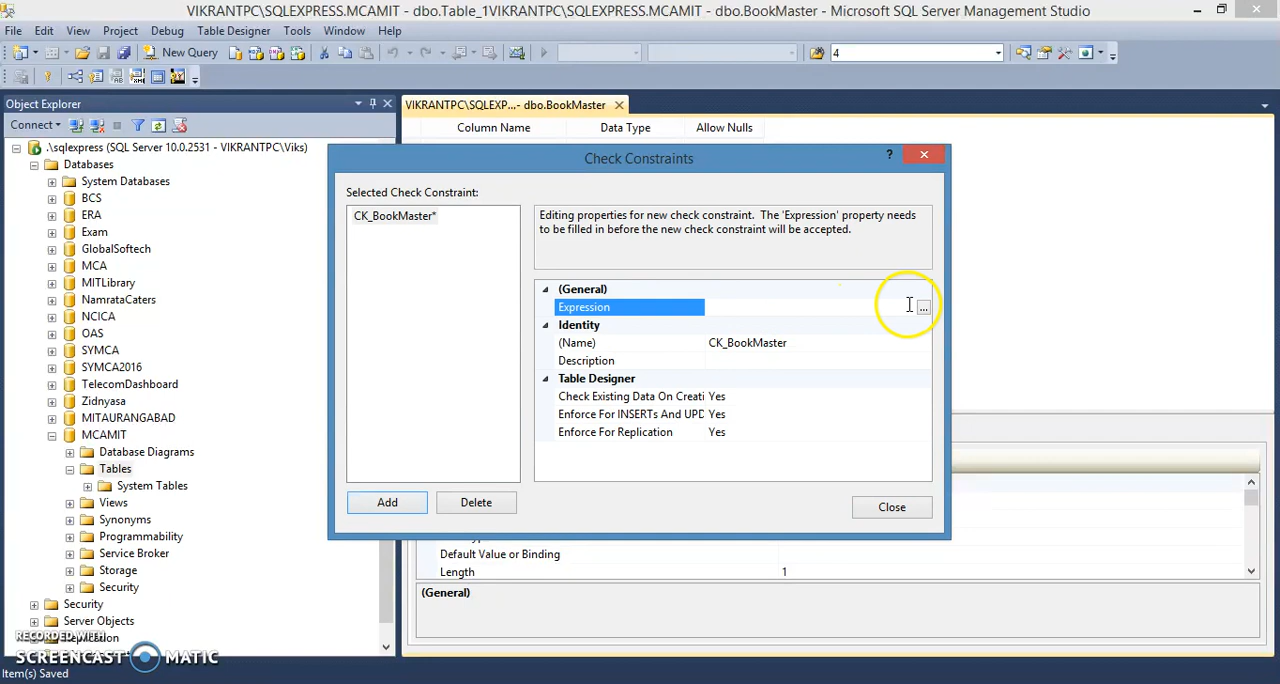 VIKRANTPC\SQLEXPRESS.MCAMIT - dbo.Table_1VIKRANTPC\SQLEXPRESS.MCAMIT - dbo.BookMaster - Microsoft SQL Server Management Studio
File Edit View Project Debug Table Designer Tools Window Help
New Query 4
Object Explorer
VIKRANTPC\SQLEXP...- dbo.BookMaster
Connect
Column Name Data Type Allow Nulls
.\sqlexpress (SQL Server 10.0.2531 - VIKRANTPC\Viks)
Databases
System Databases
BCS
ERA
Exam
GlobalSoftech
MCA
MITLibrary
NamrataCaters
NCICA
OAS
SYMCA
SYMCA2016
TelecomDashboard
Zidnyasa
MITAURANGABAD
MCAMIT
Database Diagrams
Tables
System Tables
Views
Synonyms
Programmability
Service Broker
Storage
Security
Security
Server Objects
Replication
Check Constraints
?
Selected Check Constraint:
CK_BookMaster*
Editing properties for new check constraint. The 'Expression' property needs
to be filled in before the new check constraint will be accepted.
(General)
Expression ...
Identity
(Name) CK_BookMaster
Description
Table Designer
Check Existing Data On Creati Yes
Enforce For INSERTs And UPD Yes
Enforce For Replication Yes
Add Delete Close
Default Value or Binding
Length 1
(General)
RECORDED WITH
SCREENCAST MATIC
Item(s) Saved